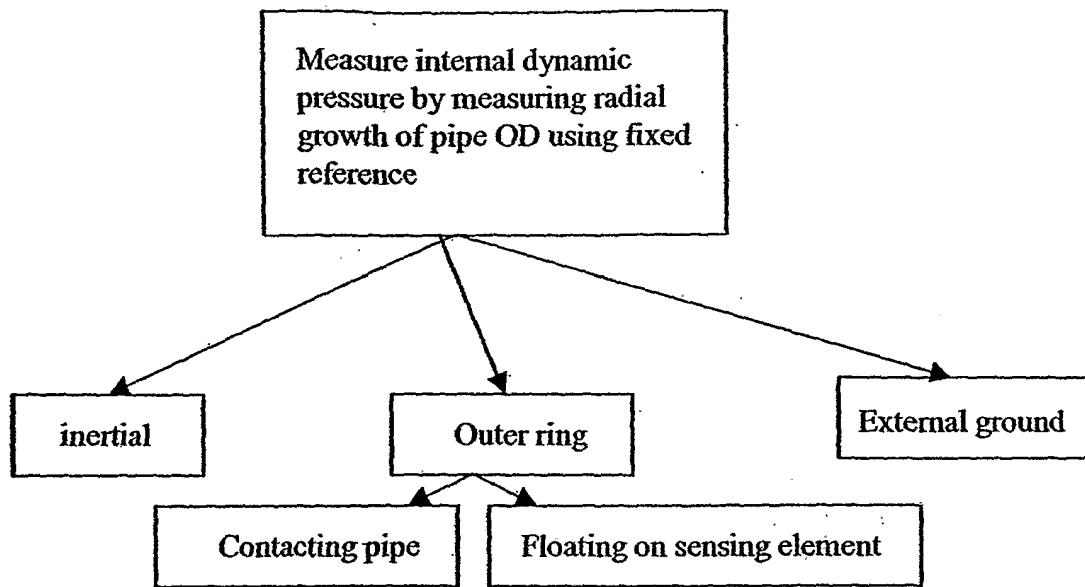 Measure internal dynamic
pressure by measuring radial
growth of pipe OD using fixed
reference
inertial
Outer ring
External ground
Contacting pipe
Floating on sensing element